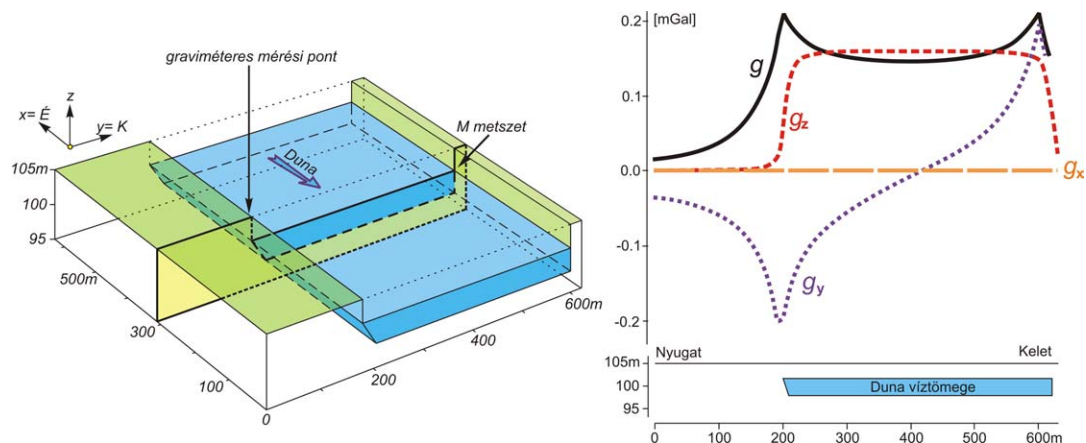 graviméteres mérési pont
z
x= É
y= K
M metszet
Duna
105m
100
95
500m
300
100
0
200
400
600m
[mGal]
0.2
0.1
0.0
-0.1
-0.2
g
gz
gx
gy
Nyugat
Kelet
105m
100
95
Duna víztömege
0 100 200 300 400 500 600m